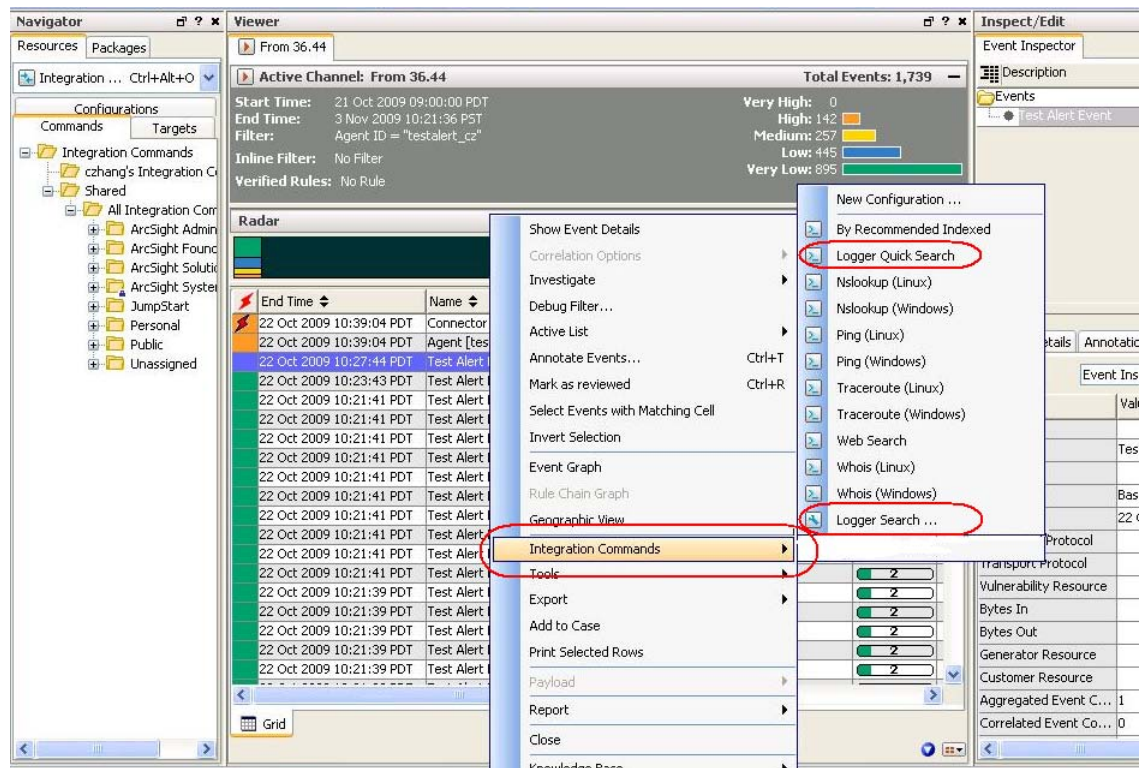 Navigator
Resources Packages
Integration ... Ctrl+Alt+O
Configurations
Commands Targets
Integration Commands
czhang's Integration C
Shared
All Integration Com
ArcSight Admin
ArcSight Found
ArcSight Solutio
ArcSight System
JumpStart
Personal
Public
Unassigned
Viewer
From 36.44
Active Channel: From 36.44 Total Events: 1,739
Start Time: 21 Oct 2009 09:00:00 PDT
End Time: 3 Nov 2009 10:21:36 PST
Filter: Agent ID = "testalert_cz"
Inline Filter: No Filter
Verified Rules: No Rule
Very High: 0
High: 142
Medium: 257
Low: 445
Very Low: 895
Radar
End Time Name
22 Oct 2009 10:39:04 PDT Connector
22 Oct 2009 10:39:04 PDT Agent [tes
22 Oct 2009 10:27:44 PDT Test Alert
22 Oct 2009 10:23:43 PDT Test Alert
22 Oct 2009 10:21:41 PDT Test Alert
22 Oct 2009 10:21:41 PDT Test Alert
22 Oct 2009 10:21:41 PDT Test Alert
22 Oct 2009 10:21:41 PDT Test Alert
22 Oct 2009 10:21:41 PDT Test Alert
22 Oct 2009 10:21:41 PDT Test Alert
22 Oct 2009 10:21:41 PDT Test Alert
22 Oct 2009 10:21:41 PDT Test Alert
22 Oct 2009 10:21:41 PDT Test Alert
22 Oct 2009 10:21:41 PDT Test Alert 2
22 Oct 2009 10:21:39 PDT Test Alert 2
22 Oct 2009 10:21:39 PDT Test Alert 2
22 Oct 2009 10:21:39 PDT Test Alert 2
22 Oct 2009 10:21:39 PDT Test Alert 2
22 Oct 2009 10:21:39 PDT Test Alert 2
Grid
Show Event Details
Correlation Options
Investigate
Debug Filter...
Active List
Annotate Events... Ctrl+T
Mark as reviewed Ctrl+R
Select Events with Matching Cell
Invert Selection
Event Graph
Rule Chain Graph
Geographic View
Integration Commands
Tools
Export
Add to Case
Print Selected Rows
Payload
Report
Close
Knowledge Base
New Configuration ...
By Recommended Indexed
Logger Quick Search
Nslookup (Linux)
Nslookup (Windows)
Ping (Linux)
Ping (Windows)
Traceroute (Linux)
Traceroute (Windows)
Web Search
Whois (Linux)
Whois (Windows)
Logger Search ...
Inspect/Edit
Event Inspector
Description
Events
Test Alert Event
etails Annotatio
Event Ins
Valu
Tes
Bas
22 O
Protocol
Transport Protocol
Vulnerability Resource
Bytes In
Bytes Out
Generator Resource
Customer Resource
Aggregated Event C... 1
Correlated Event Co... 0